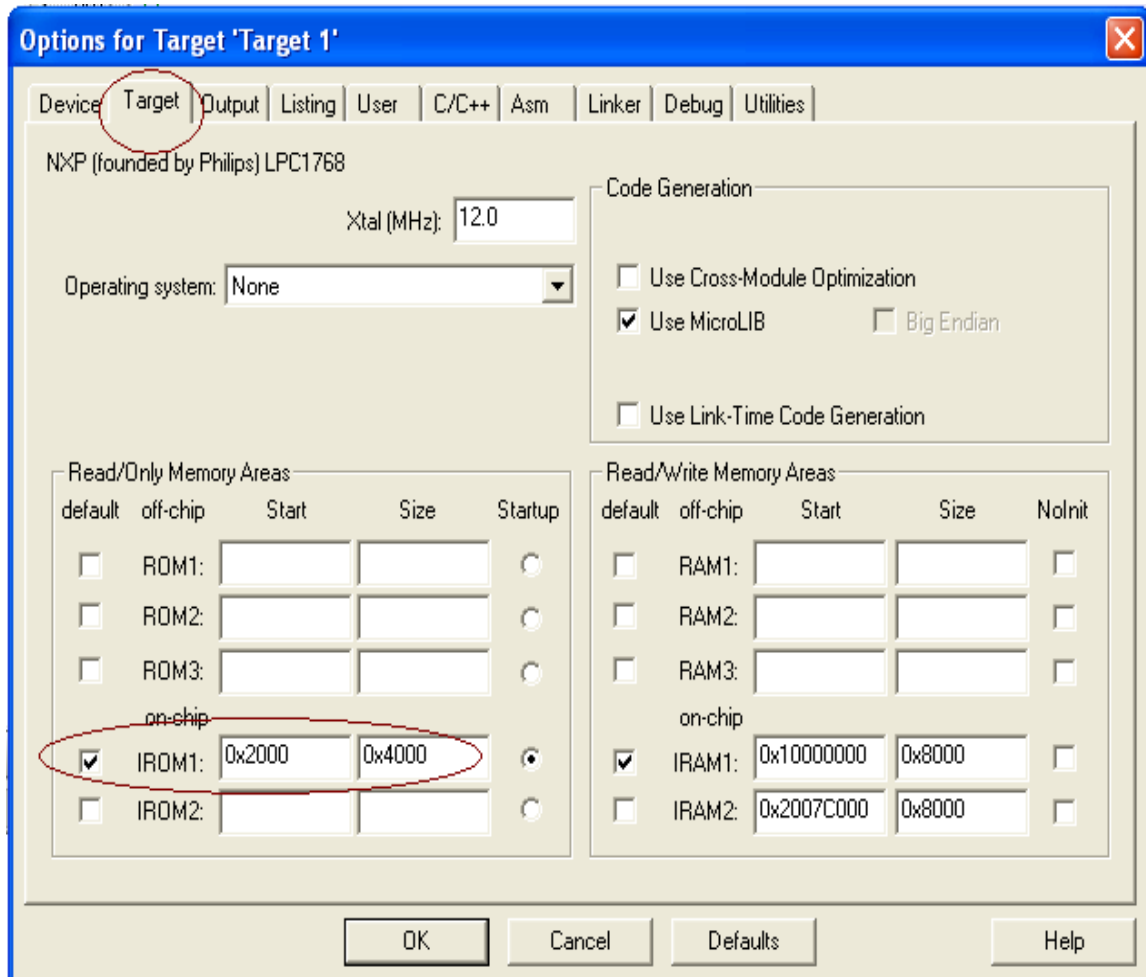 Options for Target 'Target 1'
Device Target Output Listing User C/C++ Asm Linker Debug Utilities
NXP (founded by Philips) LPC1768
Xtal (MHz): 12.0
Operating system: None
Code Generation
Use Cross-Module Optimization
Use MicroLIB Big Endian
Use Link-Time Code Generation
Read/Only Memory Areas
default off-chip Start Size Startup
ROM1:
ROM2:
ROM3:
on-chip
IROM1: 0x2000 0x4000
IROM2:
Read/Write Memory Areas
default off-chip Start Size NoInit
RAM1:
RAM2:
RAM3:
on-chip
IRAM1: 0x10000000 0x8000
IRAM2: 0x2007C000 0x8000
OK Cancel Defaults Help